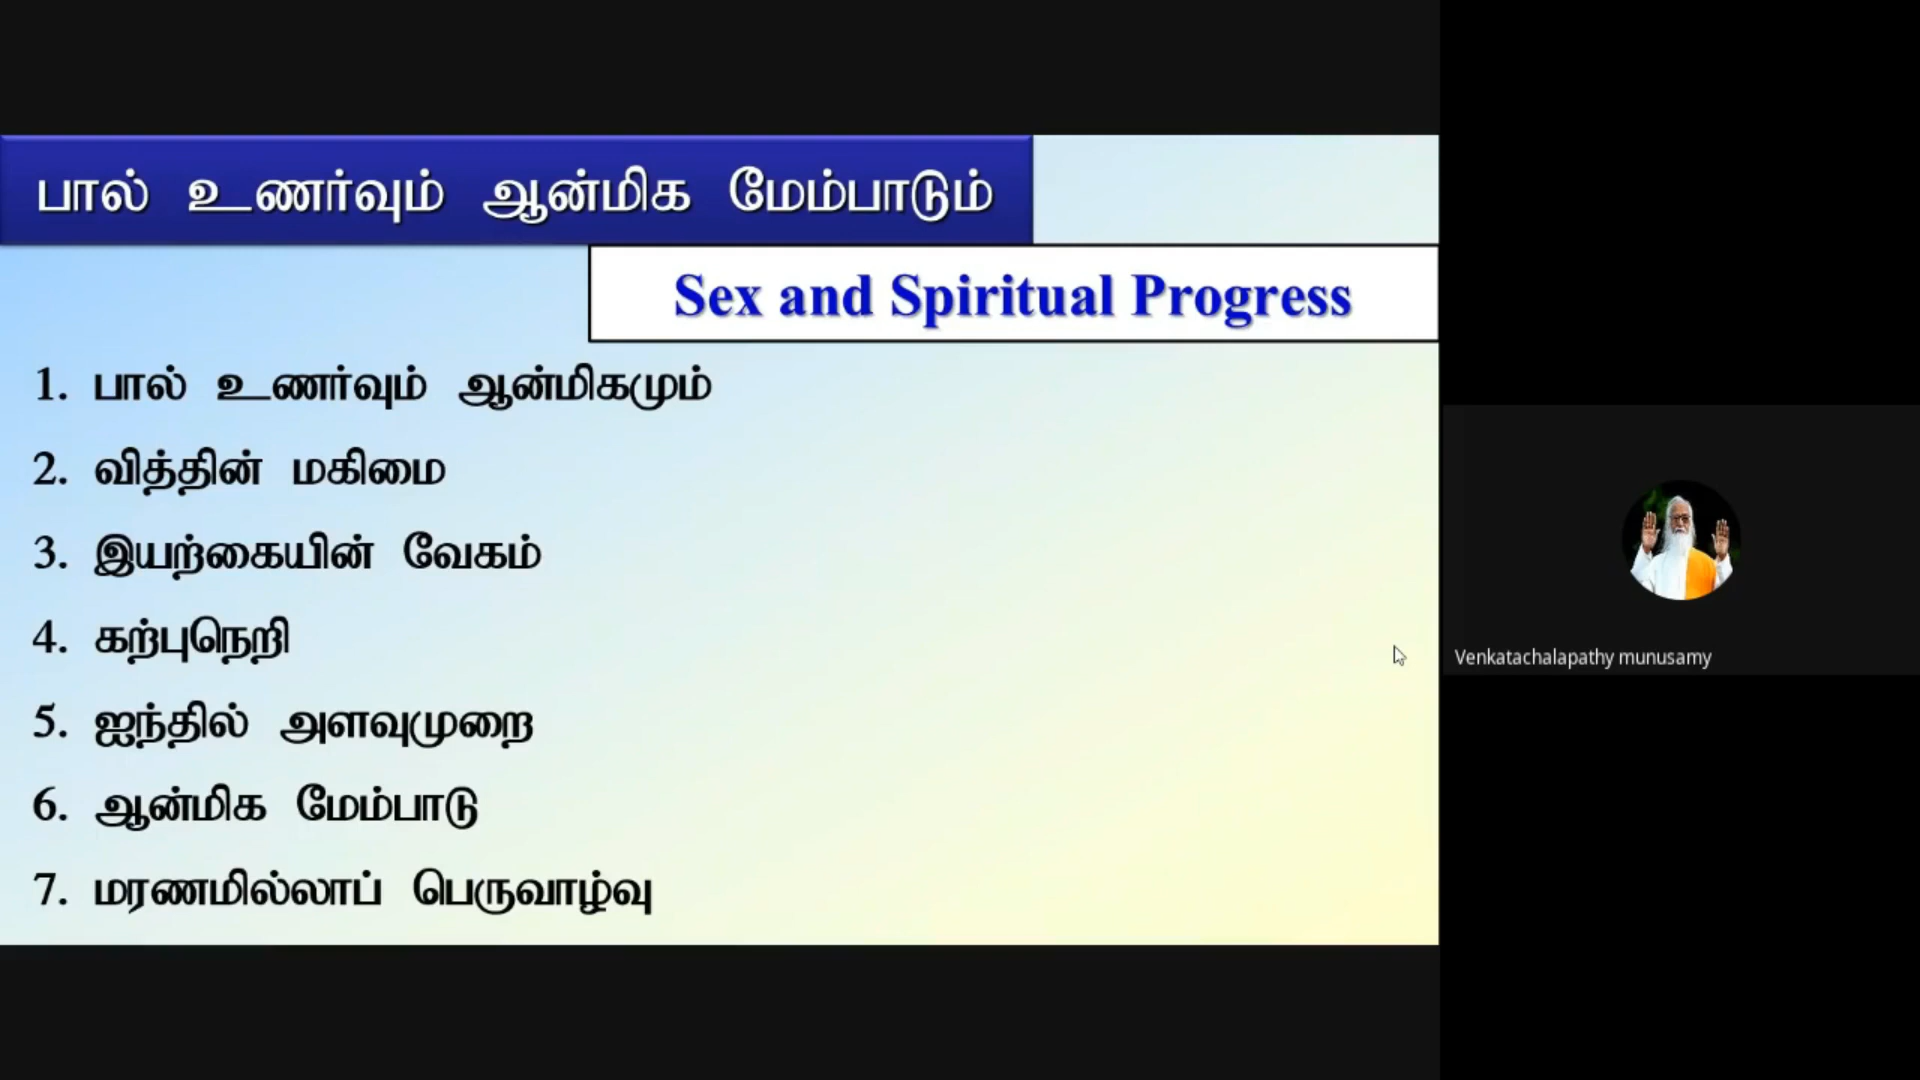 பால் உணர்வும் ஆன்மிக மேம்பாடும்
Sex and Spiritual Progress
1. பால் உணர்வும் ஆன்மிகமும்
2. வித்தின் மகிமை
3. இயற்கையின் வேகம்
4. கற்புநெறி
5. ஐந்தில் அளவுமுறை
6. ஆன்மிக மேம்பாடு
7. மரணமில்லாப் பெருவாழ்வு
Venkatachalapathy munusamy